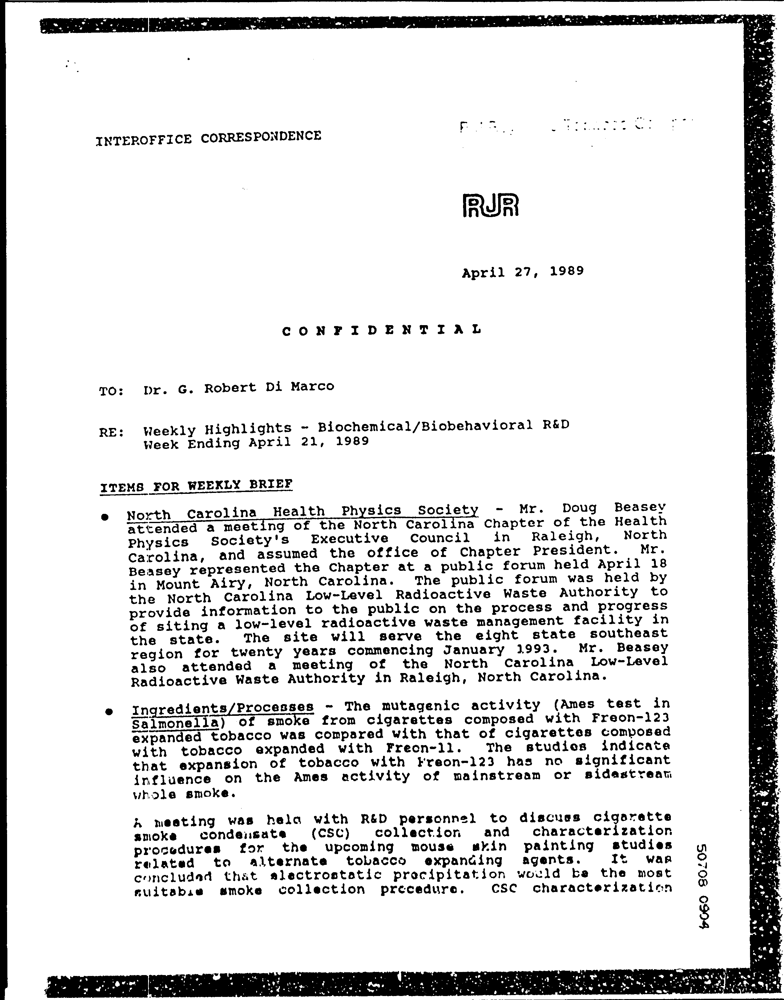 INTEROFFICE CORRESPONDENCE
RJR
April 27, 1989
CONFIDENTIAL
TO: Dr. G. Robert Di Marco
RE: Weekly Highlights - Biochemical/Biobehavioral R&D
Week Ending April 21, 1989
ITEMS FOR WEEKLY BRIEF
• North Carolina Health Physics Society - Mr. Doug Beasey
attended a meeting of the North Carolina Chapter of the Health
Physics Society's Executive Council in Raleigh, North
Carolina, and assumed the office of Chapter President. Mr.
Beasey represented the Chapter at a public forum held April 18
in Mount Airy, North Carolina. The public forum was held by
the North Carolina Low-Level Radioactive Waste Authority to
provide information to the public on the process and progress
of siting a low-level radioactive waste management facility in
the state. The site will serve the eight state southeast
region for twenty years commencing January 1993. Mr. Beasey
also attended a meeting of the North Carolina Low-Level
Radioactive Waste Authority in Raleigh, North Carolina.
• Ingredients/Processes - The mutagenic activity (Ames test in
Salmonella) of smoke from cigarettes composed with Freon-123
expanded tobacco was compared with that of cigarettes composed
with tobacco expanded with Freon-11. The studies indicate
that expansion of tobacco with Freon-123 has no significant
influence on the Ames activity of mainstream or sidestream
whole smoke.
A meeting was held with R&D personnel to discuss cigarette
smoke condensate (CSC) collection and characterization
procedures for the upcoming mouse skin painting studies
related to alternate tobacco expanding agents. It was
concluded that electrostatic precipitation would be the most
suitable smoke collection procedure. CSC characterization
50708 0904